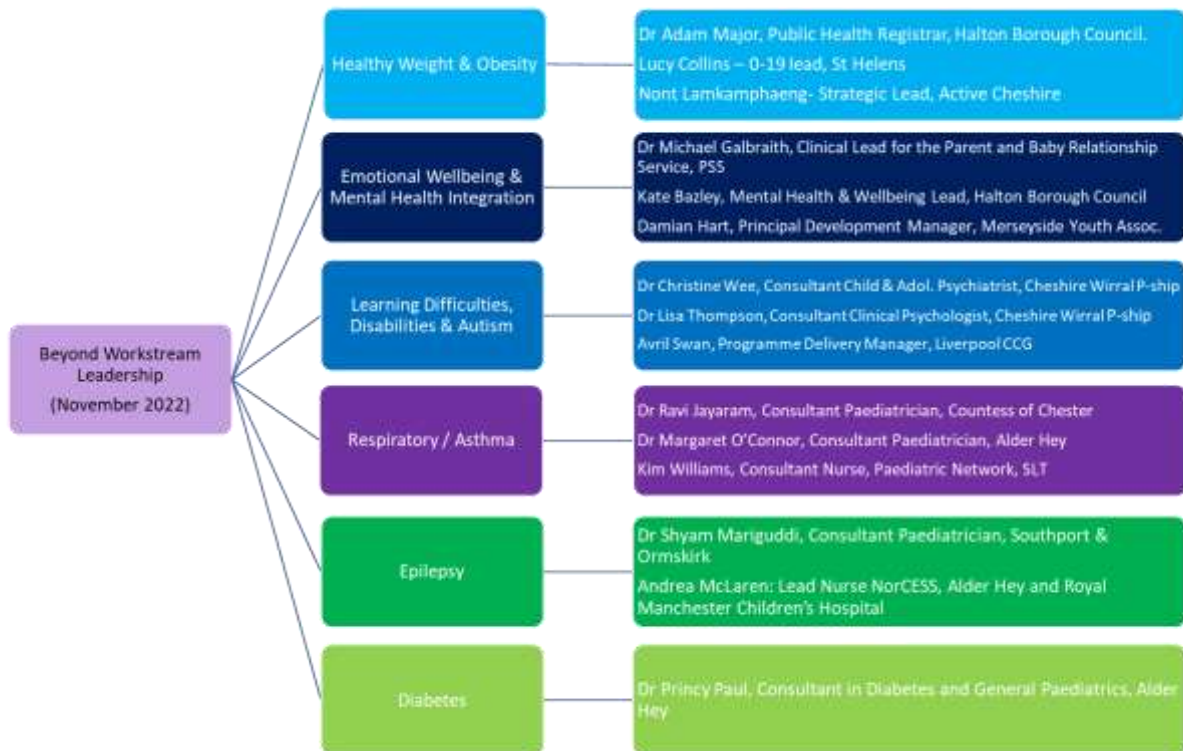 Beyond Workstream
Leadership
(November 2022)
Healthy Weight & Obesity
Dr Adam Major, Public Health Registrar, Halton Borough Council.
Lucy Collins – 0-19 lead, St Helens
Nont Lamkamphaeng- Strategic Lead, Active Cheshire
Emotional Wellbeing &
Mental Health Integration
Dr Michael Galbraith, Clinical Lead for the Parent and Baby Relationship
Service, PSS
Kate Bazley, Mental Health & Wellbeing Lead, Halton Borough Council
Damian Hart, Principal Development Manager, Merseyside Youth Assoc.
Learning Difficulties,
Disabilities & Autism
Dr Christine Wee, Consultant Child & Adol. Psychiatrist, Cheshire Wirral P-ship
Dr Lisa Thompson, Consultant Clinical Psychologist, Cheshire Wirral P-ship
Avril Swan, Programme Delivery Manager, Liverpool CCG
Respiratory / Asthma
Dr Ravi Jayaram, Consultant Paediatrician, Countess of Chester
Dr Margaret O’Connor, Consultant Paediatrician, Alder Hey
Kim Williams, Consultant Nurse, Paediatric Network, SLT
Epilepsy
Dr Shyam Mariguddi, Consultant Paediatrician, Southport &
Ormskirk
Andrea McLaren: Lead Nurse NorCESS, Alder Hey and Royal
Manchester Children’s Hospital
Diabetes
Dr Princy Paul, Consultant in Diabetes and General Paediatrics, Alder
Hey